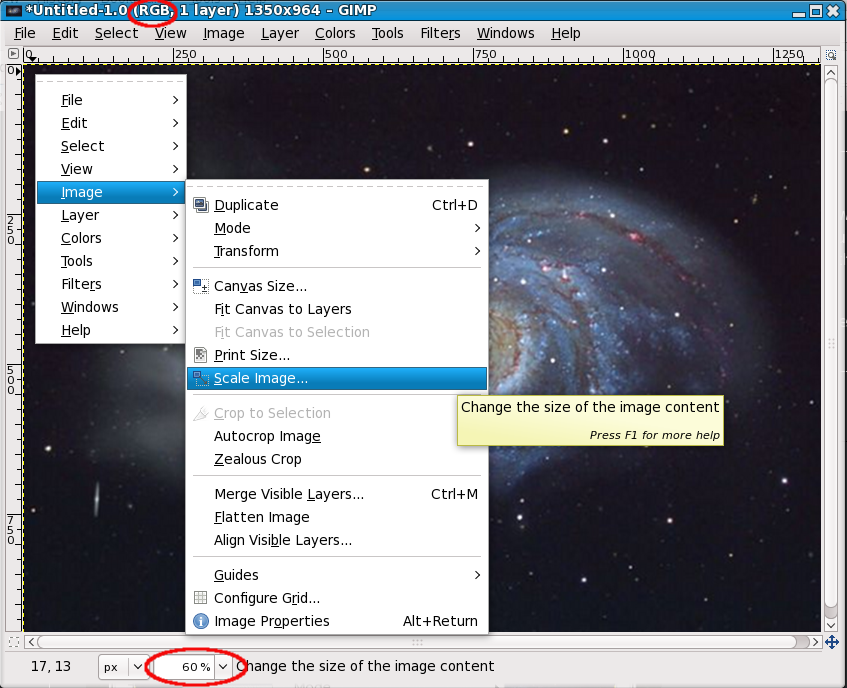 *Untitled-1.0 (RGB, 1 layer) 1350x964 – GIMP
File Edit Select View Image Layer Colors Tools Filters Windows Help
0 250 500 750 1000 1250
0
250
500
750
File
Edit
Select
View
Image
Layer
Colors
Tools
Filters
Windows
Help
Duplicate Ctrl+D
Mode
Transform
Canvas Size...
Fit Canvas to Layers
Fit Canvas to Selection
Print Size...
Scale Image...
Crop to Selection
Autocrop Image
Zealous Crop
Merge Visible Layers... Ctrl+M
Flatten Image
Align Visible Layers...
Guides
Configure Grid...
Image Properties Alt+Return
Change the size of the image content
Press F1 for more help
17, 13 px 60 % Change the size of the image content